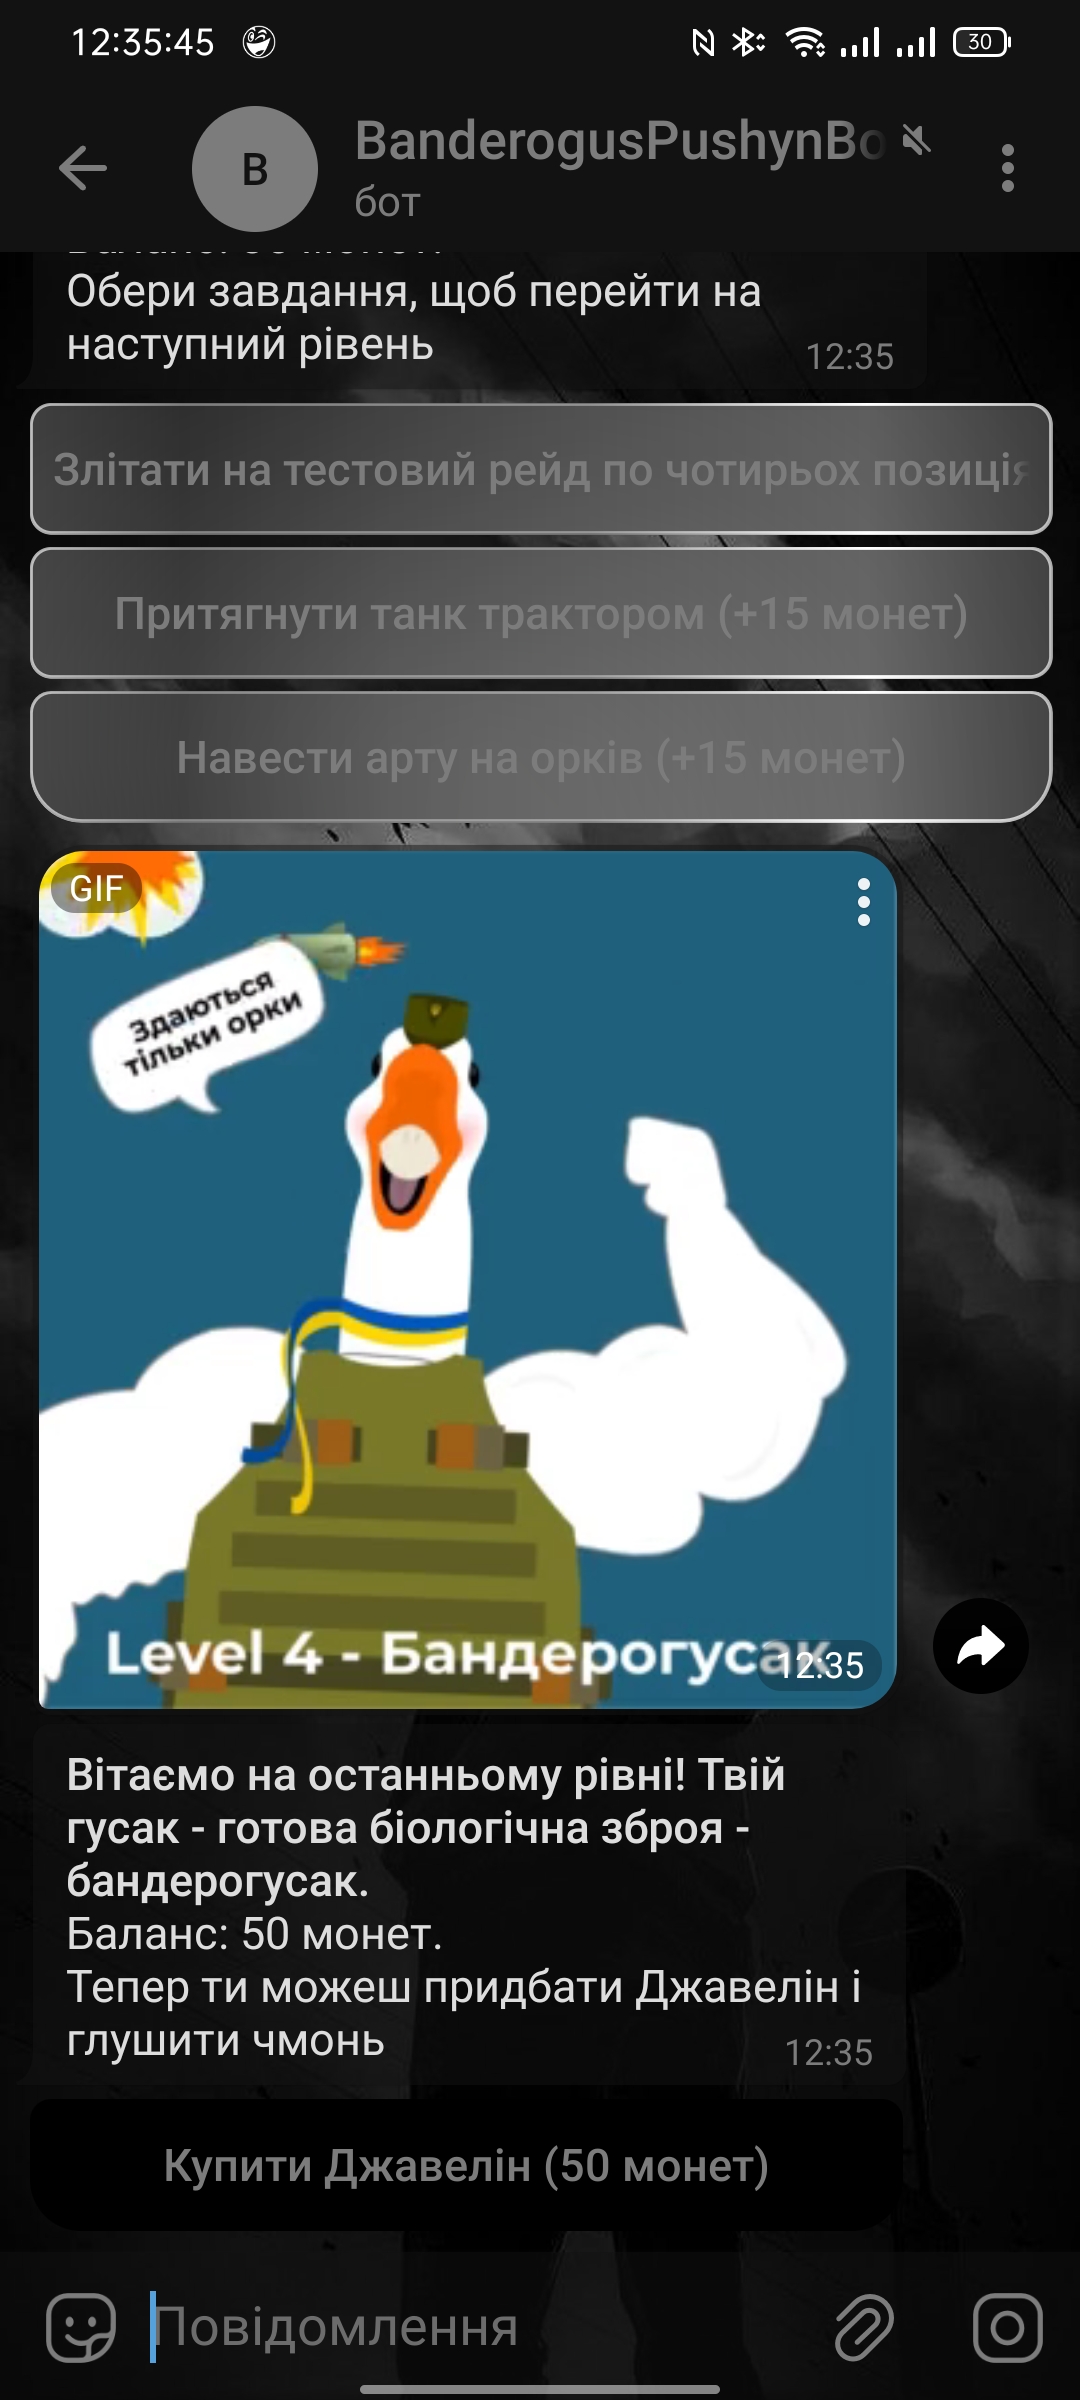 12:35:45
30
B
BanderogusPushynBo
бот
Обери завдання, щоб перейти на
наступний рівень
12:35
Злітати на тестовий рейд по чотирьох позиція
Притягнути танк трактором (+15 монет)
Навести арту на орків (+15 монет)
GIF
Здаються
тільки орки
Level 4 - Бандерогусак
12:35
Вітаємо на останньому рівні! Твій
гусак - готова біологічна зброя -
бандерогусак.
Баланс: 50 монет.
Тепер ти можеш придбати Джавелін і
глушити чмонь
12:35
Купити Джавелін (50 монет)
Повідомлення